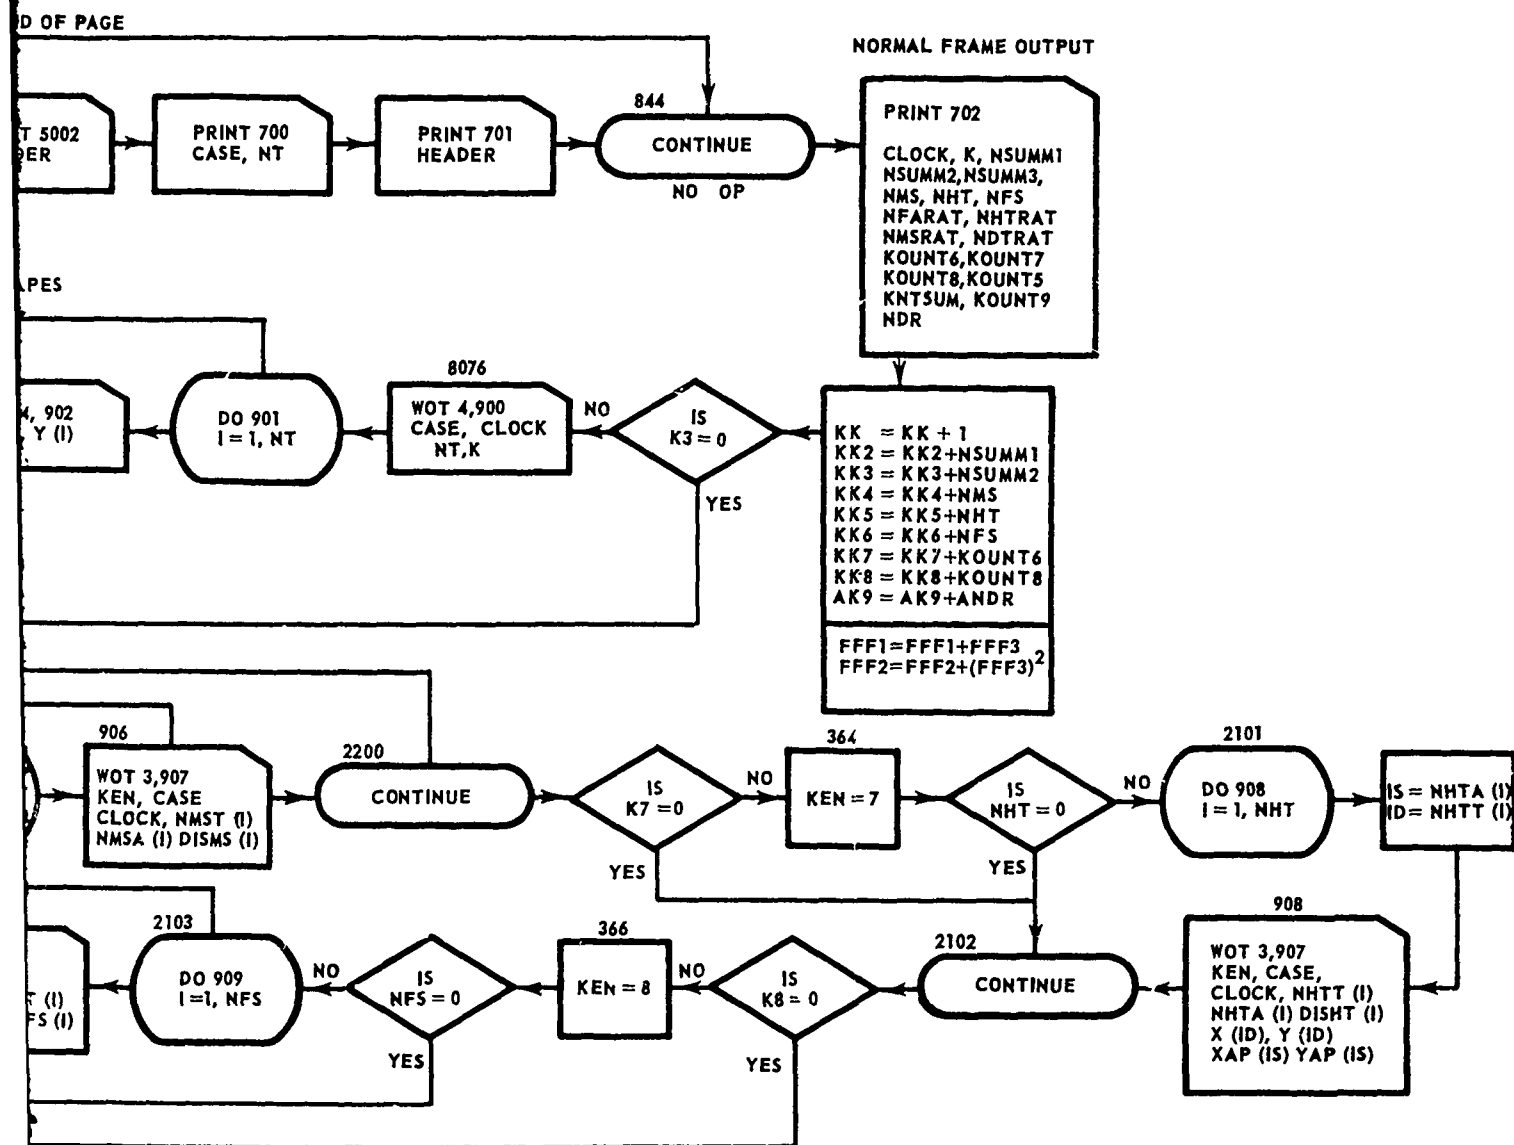 D OF PAGE
NORMAL FRAME OUTPUT
T 5002
DER
PRINT 700
CASE, NT
PRINT 701
HEADER
844
CONTINUE
NO OP
PRINT 702
CLOCK, K, NSUMM1
NSUMM2,NSUMM3,
NMS, NHT, NFS
NFARAT, NHTRAT
NMSRAT, NDTRAT
KOUNT6,KOUNT7
KOUNT8,KOUNT5
KNTSUM, KOUNT9
NDR
APES
902
Y (I)
DO 901
I = 1, NT
8076
WOT 4,900
CASE, CLOCK
NT,K
NO
IS
K3 = 0
YES
KK = KK + 1
KK2 = KK2+NSUMM1
KK3 = KK3+NSUMM2
KK4 = KK4+NMS
KK5 = KK5+NHT
KK6 = KK6+NFS
KK7 = KK7+KOUNT6
KK8 = KK8+KOUNT8
AK9 = AK9+ANDR
FFF1=FFF1+FFF3
FFF2=FFF2+(FFF3)²
906
WOT 3,907
KEN, CASE
CLOCK, NMST (I)
NMSA (I) DISMS (I)
2200
CONTINUE
IS
K7=0
NO
YES
364
KEN = 7
IS
NHT = 0
NO
YES
2101
DO 908
I = 1, NHT
IS = NHTA (I)
ID= NHTT (I)
T (I)
FS (I)
2103
DO 909
I =1, NFS
NO
IS
NFS = 0
YES
366
KEN = 8
NO
IS
K8 = 0
YES
2102
CONTINUE
908
WOT 3,907
KEN, CASE,
CLOCK, NHTT (I)
NHTA (I) DISHT (I)
X (ID), Y (ID)
XAP (IS) YAP (IS)